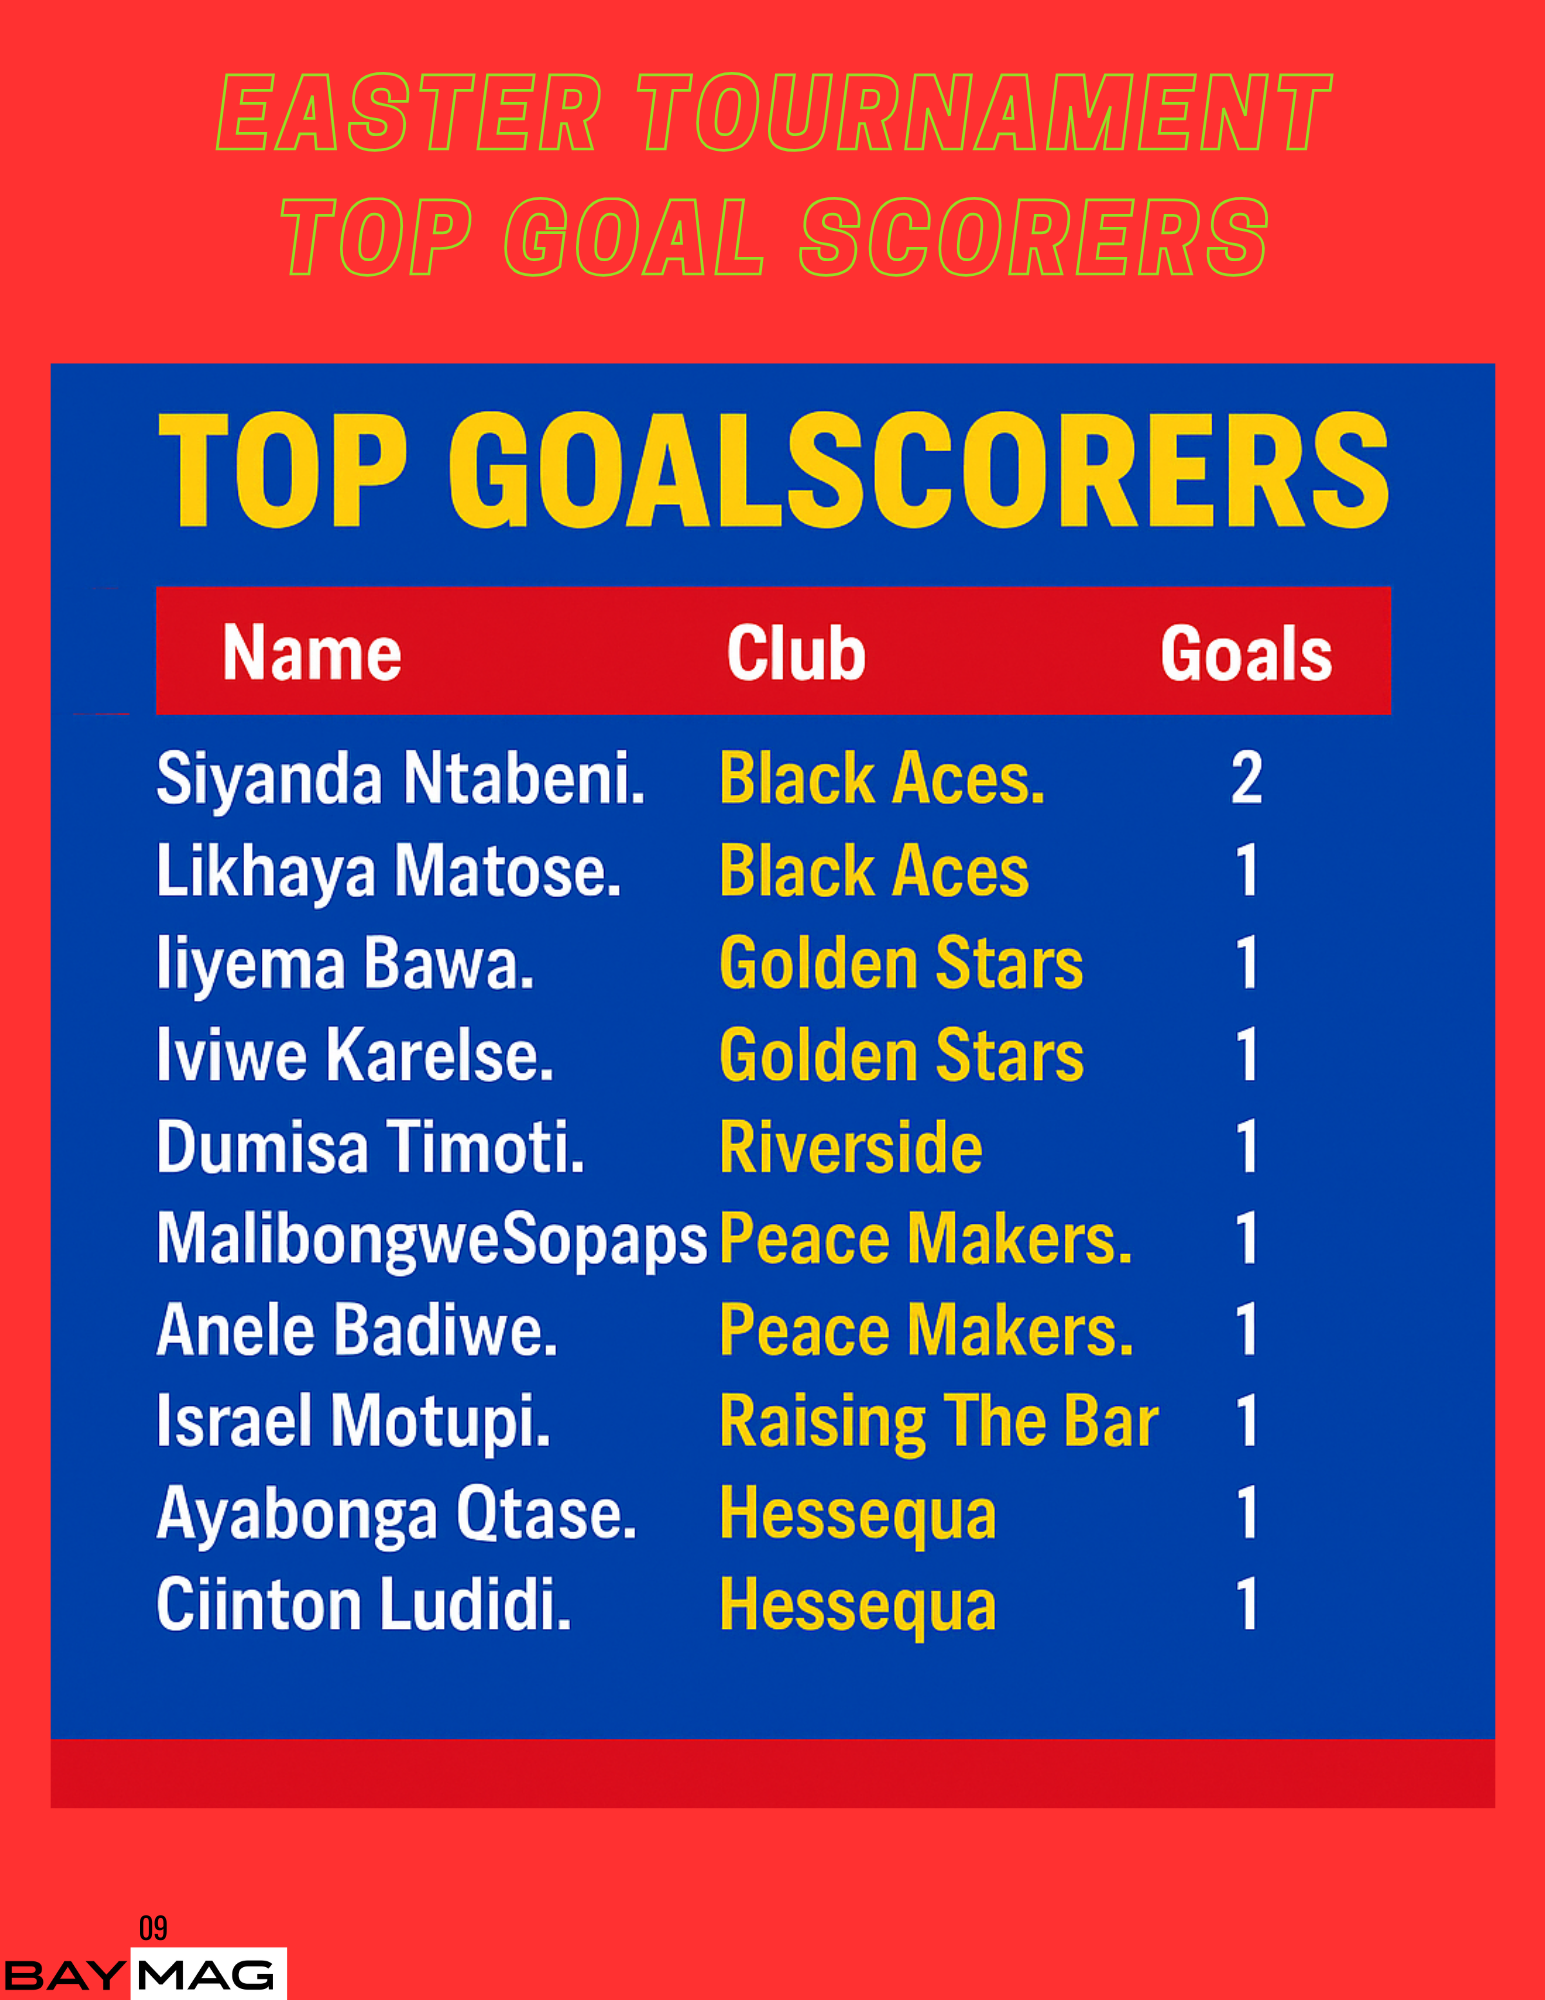 EASTER TOURNAMENT
TOP GOAL SCORERS
TOP GOALSCORERS
Name Club Goals
Siyanda Ntabeni. Black Aces. 2
Likhaya Matose. Black Aces 1
Iiyema Bawa. Golden Stars 1
Iviwe Karelse. Golden Stars 1
Dumisa Timoti. Riverside 1
MalibongweSopaps Peace Makers. 1
Anele Badiwe. Peace Makers. 1
Israel Motupi. Raising The Bar 1
Ayabonga Qtase. Hessequa 1
Ciinton Ludidi. Hessequa 1
09
BAYMAG